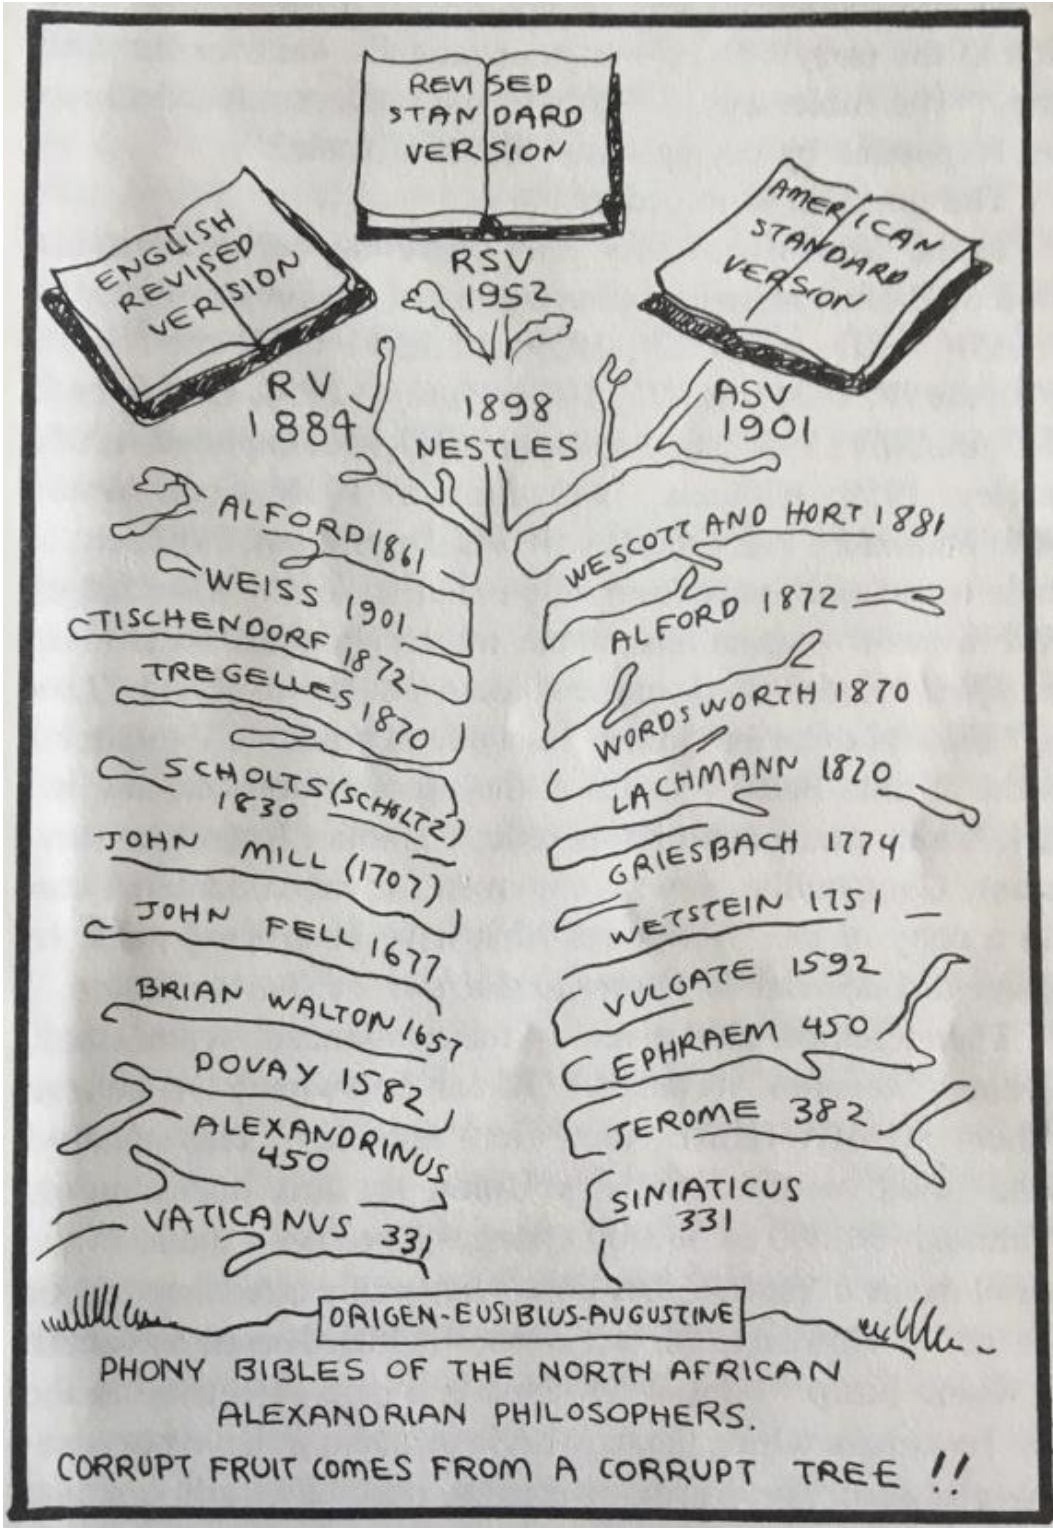 REVISED
STANDARD
VERSION
ENGLISH
REVISED
VERSION
AMERICAN
STANDARD
VERSION
RSV
1952
RV
1884
1898
NESTLES
ASV
1901
ALFORD 1861
WEISS 1901
TISCHENDORF 1872
TREGELLES 1870
SCHOLTS (SCHOLTZ)
1830
JOHN MILL (1707)
JOHN FELL 1677
BRIAN WALTON 1657
DOVAY 1582
ALEXANDRINUS
450
VATICANUS 331
WESCOTT AND HORT 1881
ALFORD 1872
WORDSWORTH 1870
LACHMANN 1820
GRIESBACH 1774
WETSTEIN 1751
VULGATE 1592
EPHRAEM 450
JEROME 382
SINIATICUS
331
ORIGEN-EUSIBIUS-AUGUSTINE
PHONY BIBLES OF THE NORTH AFRICAN
ALEXANDRIAN PHILOSOPHERS.
CORRUPT FRUIT COMES FROM A CORRUPT TREE !!